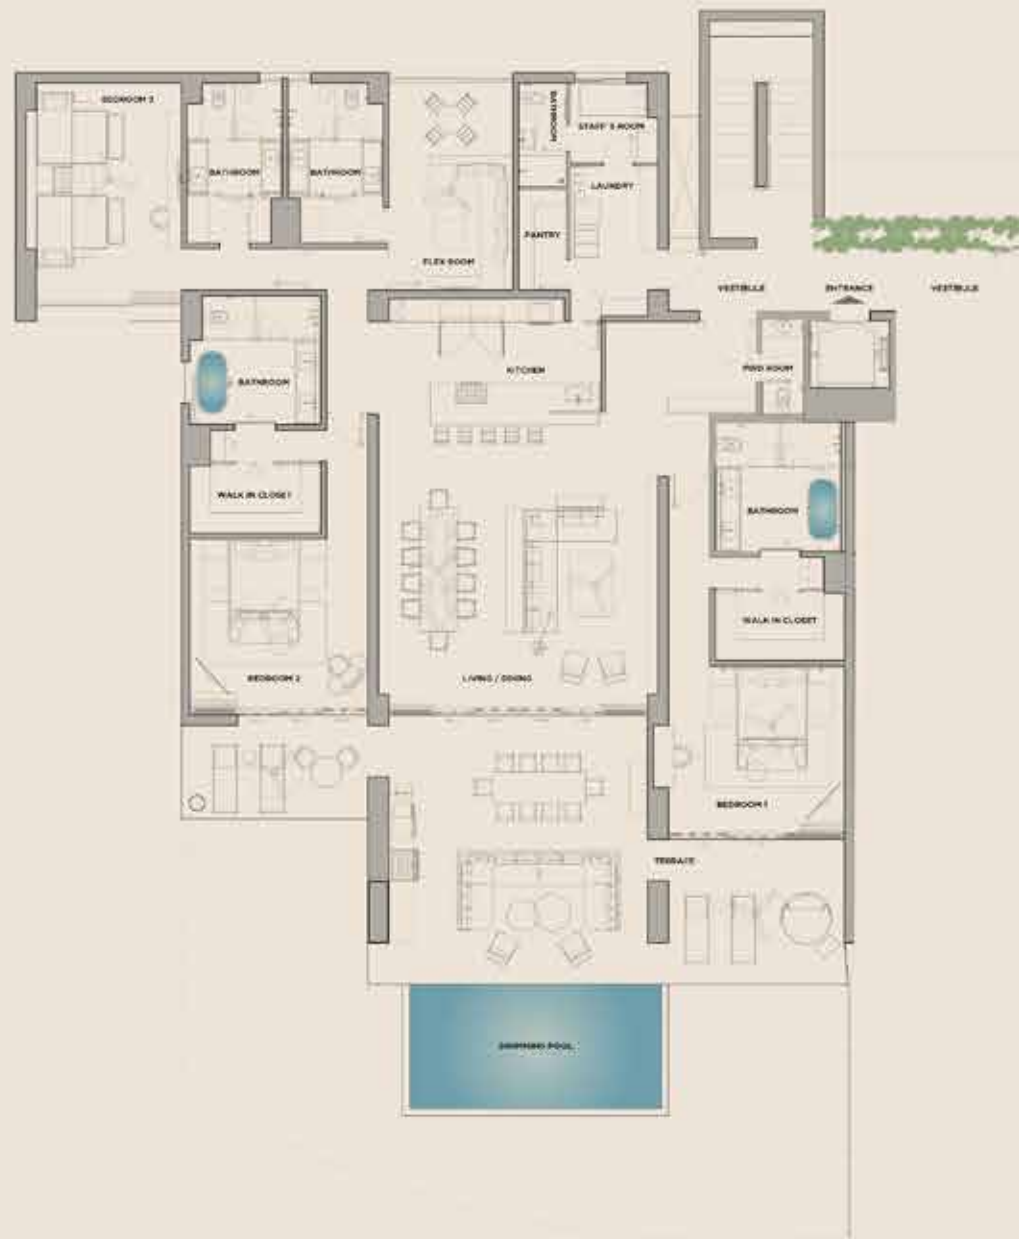 BEDROOM 3
BATHROOM
BATHROOM
BATHROOM
STAFF'S ROOM
LAUNDRY
PANTRY
FLEX ROOM
VESTIBULE
ENTRANCE
VESTIBULE
KITCHEN
PWD ROOM
BATHROOM
WALK IN CLOSET
BATHROOM
WALK IN CLOSET
BEDROOM 2
LIVING / DINING
BEDROOM 1
TERRACE
SWIMMING POOL